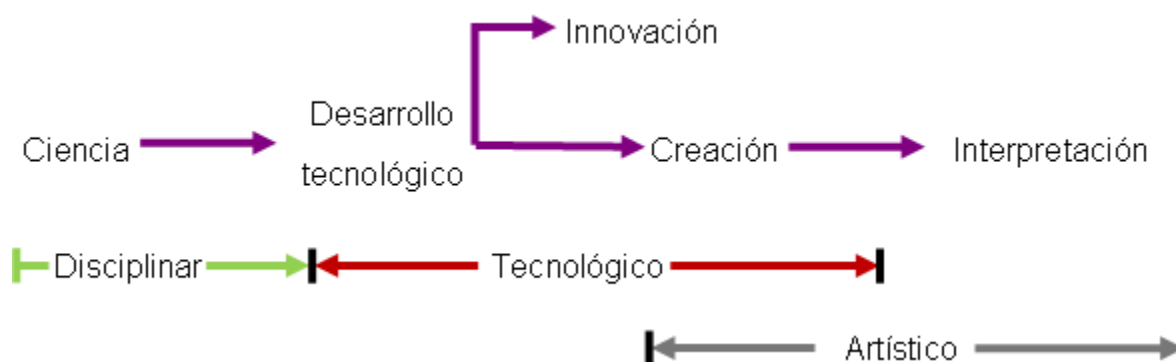 Innovación
Ciencia
Desarrollo
tecnológico
Creación
Interpretación
Disciplinar
Tecnológico
Artístico